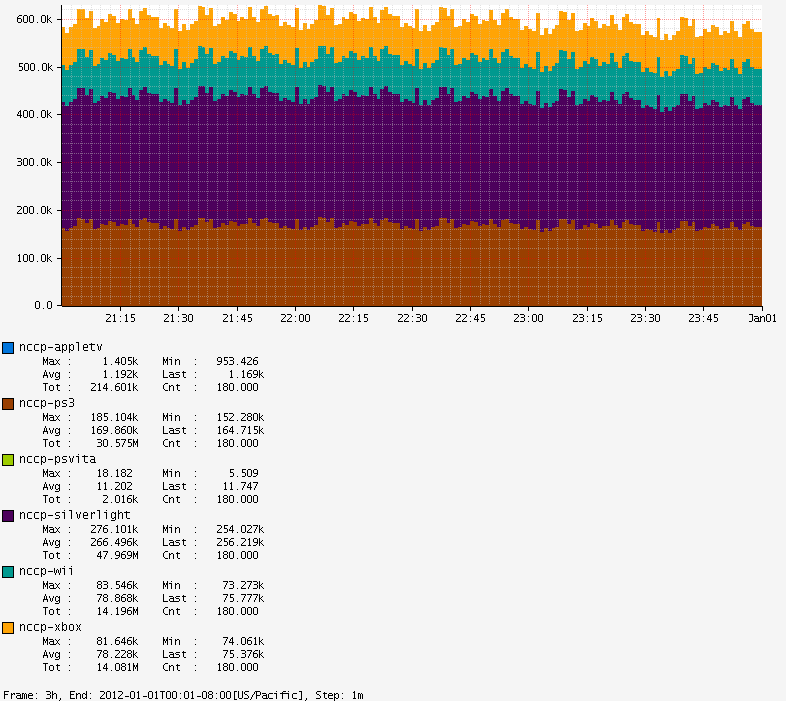 600.0k
500.0k
400.0k
300.0k
200.0k
100.0k
0.0
21:15 21:30 21:45 22:00 22:15 22:30 22:45 23:00 23:15 23:30 23:45 Jan01
nccp-appletv
Max : 1.405k Min : 953.426
Avg : 1.192k Last : 1.169k
Tot : 214.601k Cnt : 180.000
nccp-ps3
Max : 185.104k Min : 152.280k
Avg : 169.860k Last : 164.715k
Tot : 30.575M Cnt : 180.000
nccp-psvita
Max : 18.182 Min : 5.509
Avg : 11.202 Last : 11.747
Tot : 2.016k Cnt : 180.000
nccp-silverlight
Max : 276.101k Min : 254.027k
Avg : 266.496k Last : 256.219k
Tot : 47.969M Cnt : 180.000
nccp-wii
Max : 83.546k Min : 73.273k
Avg : 78.868k Last : 75.777k
Tot : 14.196M Cnt : 180.000
nccp-xbox
Max : 81.646k Min : 74.061k
Avg : 78.228k Last : 75.376k
Tot : 14.081M Cnt : 180.000
Frame: 3h, End: 2012-01-01T00:01-08:00[US/Pacific], Step: 1m